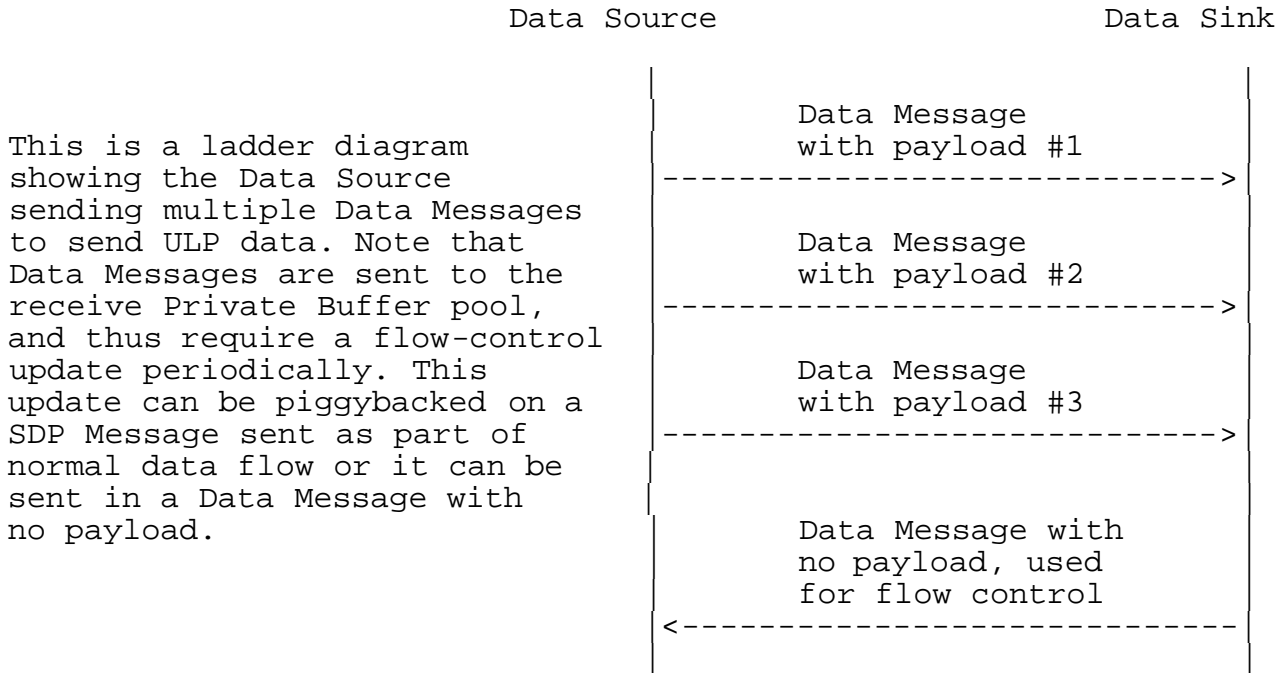 Data Source Data Sink
This is a ladder diagram
showing the Data Source
sending multiple Data Messages
to send ULP data. Note that
Data Messages are sent to the
receive Private Buffer pool,
and thus require a flow-control
update periodically. This
update can be piggybacked on a
SDP Message sent as part of
normal data flow or it can be
sent in a Data Message with
no payload.
Data Message
with payload #1
Data Message
with payload #2
Data Message
with payload #3
Data Message with
no payload, used
for flow control